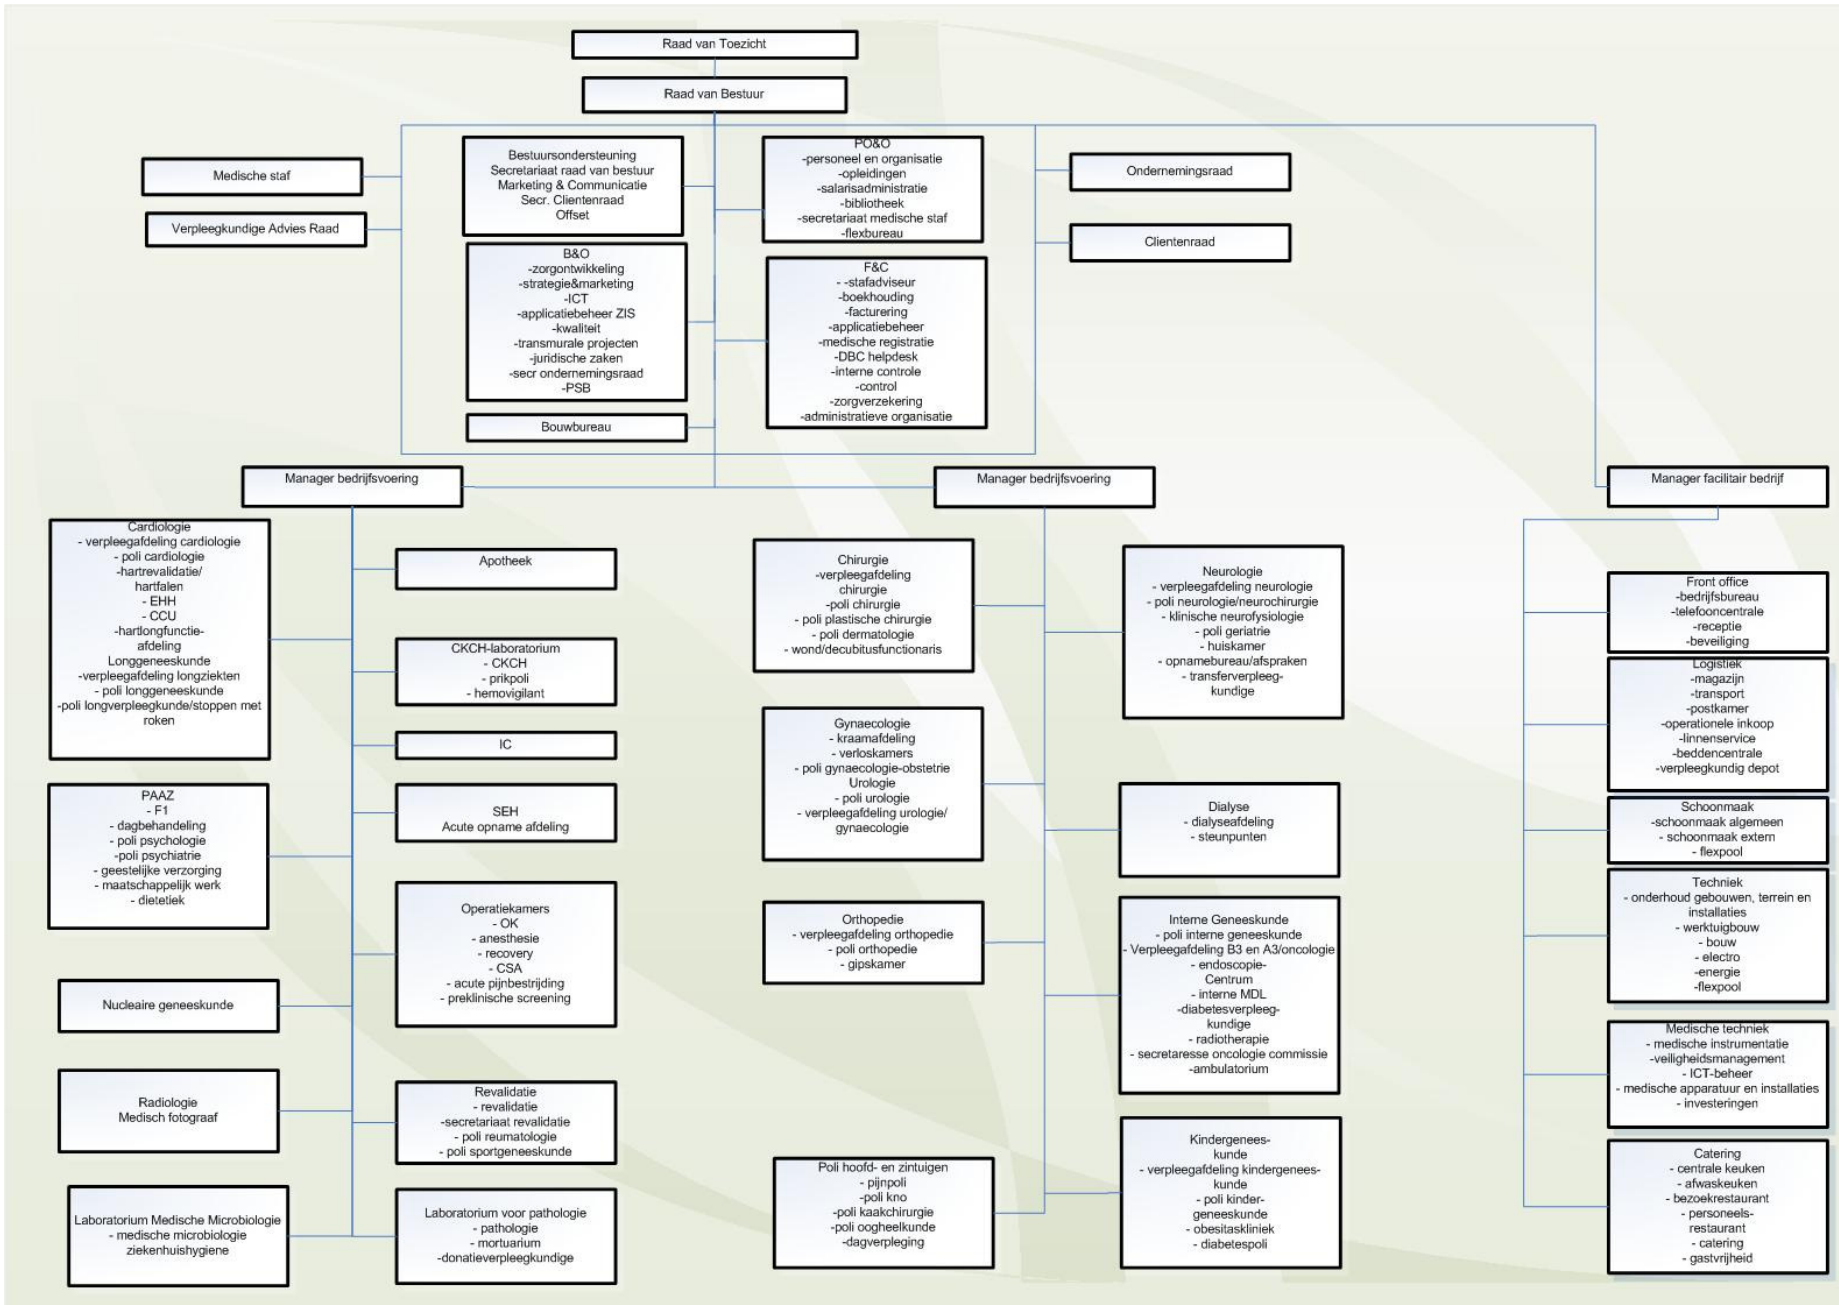 Raad van Toezicht
Raad van Bestuur
Medische staf
Verpleegkundige Advies Raad
Bestuursondersteuning
Secretariaat raad van bestuur
Marketing & Communicatie
Secr. Clientenraad
Offset
PO&O
-personeel en organisatie
-opleidingen
-salarisadministratie
-bibliotheek
-secretariaat medische staf
-flexbureau
Ondernemingsraad
Clientenraad
B&O
-zorgontwikkeling
-strategie&marketing
-ICT
-applicatiebeheer ZIS
-kwaliteit
-transmurale projecten
-juridische zaken
-secr ondernemingsraad
-PSB
F&C
- -stafadviseur
-boekhouding
-facturering
-applicatiebeheer
-medische registratie
-DBC helpdesk
-interne controle
-control
-zorgverzekering
-administratieve organisatie
Bouwbureau
Manager bedrijfsvoering
Manager bedrijfsvoering
Manager facilitair bedrijf
Cardiologie
- verpleegafdeling cardiologie
- poli cardiologie
-hartrevalidatie/
hartfalen
- EHH
- CCU
-hartlongfunctie-
afdeling
Longgeneeskunde
-verpleegafdeling longziekten
- poli longgeneeskunde
-poli longverpleegkunde/stoppen met
roken
PAAZ
- F1
- dagbehandeling
- poli psychologie
-poli psychiatrie
- geestelijke verzorging
- maatschappelijk werk
- dietetiek
Nucleaire geneeskunde
Radiologie
Medisch fotograaf
Laboratorium Medische Microbiologie
- medische microbiologie
ziekenhuishygiene
Apotheek
CKCH-laboratorium
- CKCH
- prikpoli
- hemovigilant
IC
SEH
Acute opname afdeling
Operatiekamers
- OK
- anesthesie
- recovery
- CSA
- acute pijnbestrijding
- preklinische screening
Revalidatie
- revalidatie
-secretariaat revalidatie
- poli reumatologie
- poli sportgeneeskunde
Laboratorium voor pathologie
- pathologie
- mortuarium
-donatieverpleegkundige
Chirurgie
-verpleegafdeling
chirurgie
-poli chirurgie
- poli plastische chirurgie
- poli dermatologie
- wond/decubitusfunctionaris
Gynaecologie
- kraamafdeling
- verloskamers
- poli gynaecologie-obstetrie
Urologie
- poli urologie
- verpleegafdeling urologie/
gynaecologie
Orthopedie
- verpleegafdeling orthopedie
- poli orthopedie
- gipskamer
Poli hoofd- en zintuigen
- pijnpoli
-poli kno
-poli kaakchirurgie
-poli oogheelkunde
-dagverpleging
Neurologie
- verpleegafdeling neurologie
- poli neurologie/neurochirurgie
- klinische neurofysiologie
- poli geriatrie
- huiskamer
- opnamebureau/afspraken
- transferverpleeg-
kundige
Dialyse
- dialyseafdeling
- steunpunten
Interne Geneeskunde
- poli interne geneeskunde
- Verpleegafdeling B3 en A3/oncologie
- endoscopie-
Centrum
- interne MDL
-diabetesverpleeg-
kundige
- radiotherapie
- secretaresse oncologie commissie
-ambulatorium
Kindergenees-
kunde
- verpleegafdeling kindergenees-
kunde
- poli kinder-
geneeskunde
- obesitaskliniek
- diabetespoli
Front office
-bedrijfsbureau
-telefooncentrale
-receptie
-beveiliging
Logistiek
-magazijn
-transport
-postkamer
-operationele inkoop
-linnenservice
-beddencentrale
-verpleegkundig depot
Schoonmaak
-schoonmaak algemeen
- schoonmaak extern
- flexpool
Techniek
- onderhoud gebouwen, terrein en
installaties
- werktuigbouw
- bouw
- electro
-energie
-flexpool
Medische techniek
- medische instrumentatie
-veiligheidsmanagement
- ICT-beheer
- medische apparatuur en installaties
- investeringen
Catering
- centrale keuken
- afwaskeuken
- bezoekrestaurant
- personeels-
restaurant
- catering
- gastvrijheid